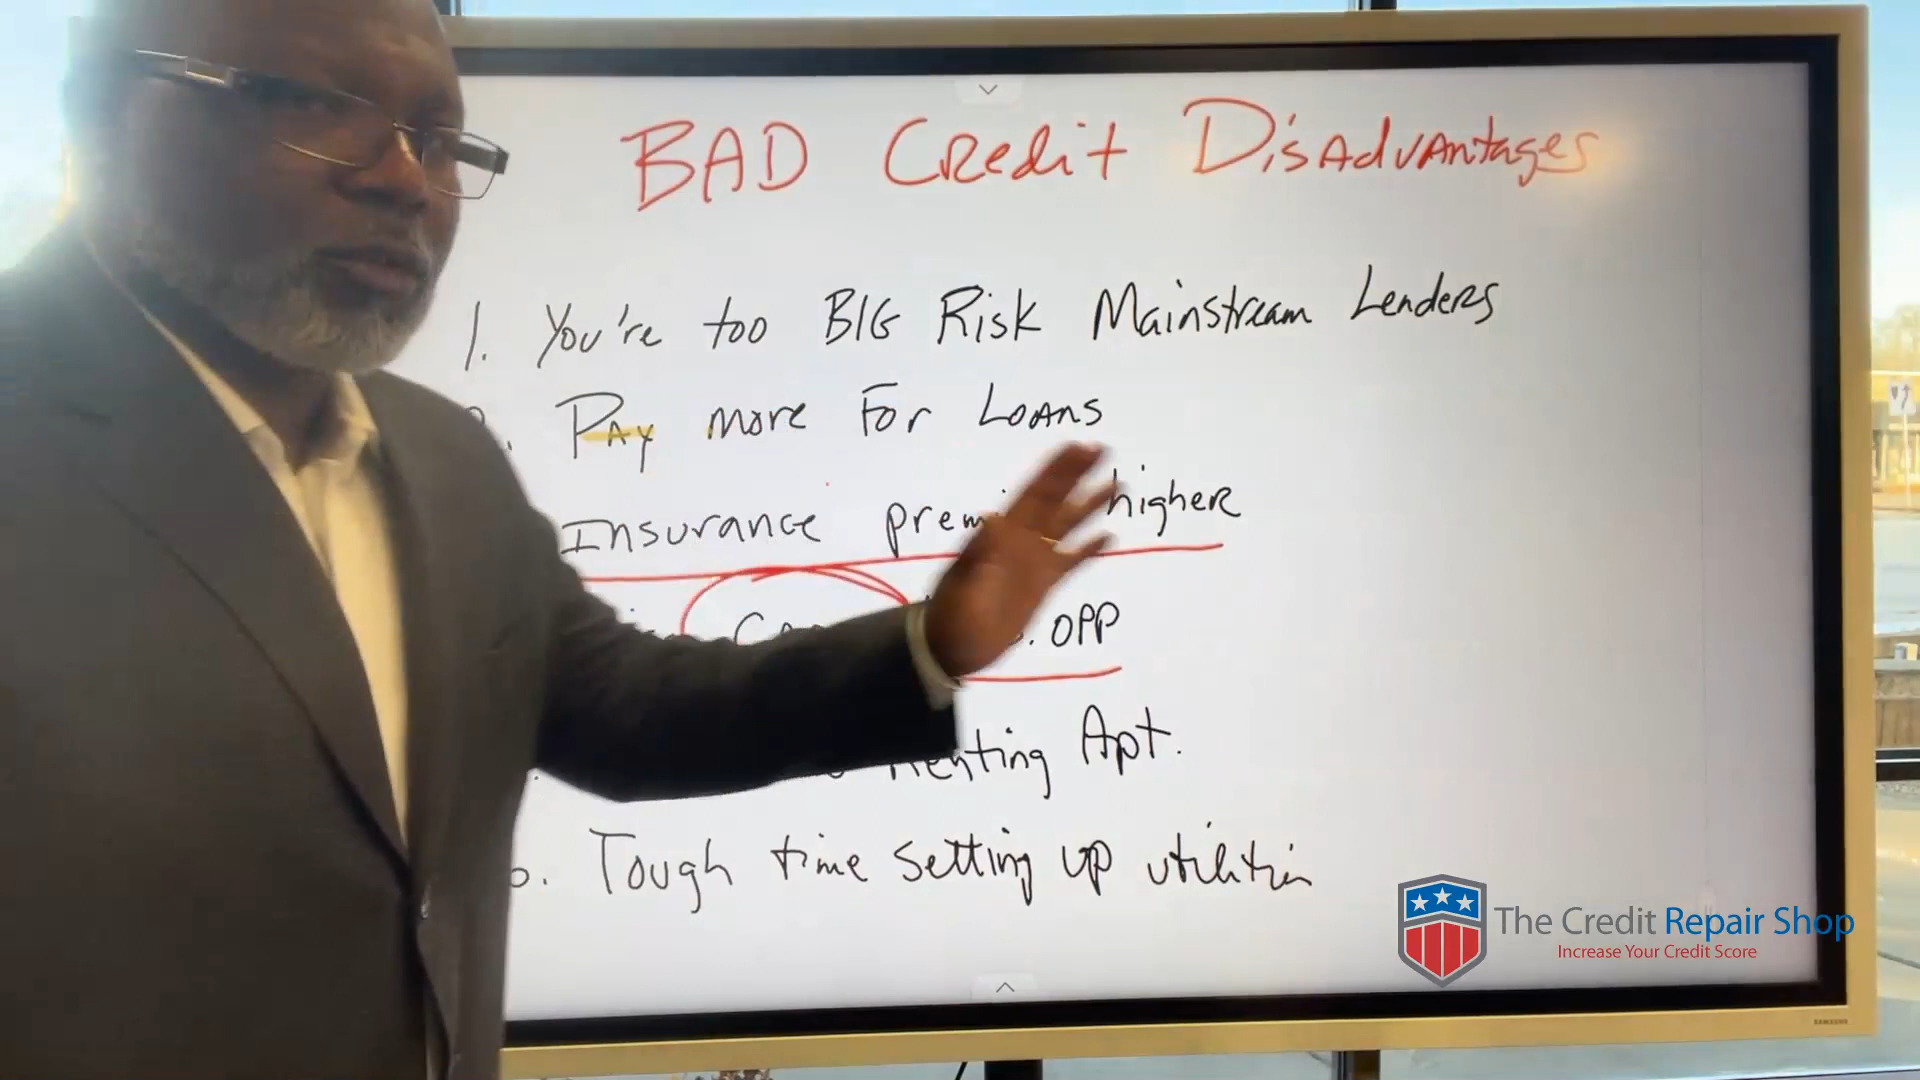 BAD Credit Disadvantages
1. You're too BIG Risk Mainstream Lenders
Pay more For Loans
Insurance higher
OPP
Renting Apt.
Tough time setting up utilities
The Credit Repair Shop
Increase Your Credit Score
SAMSUNG